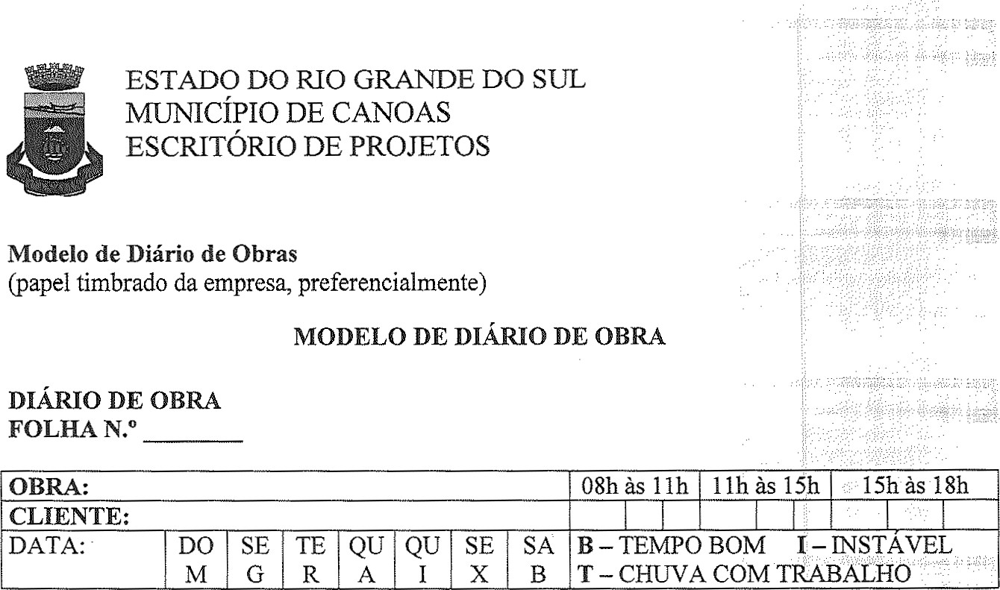 ESTADO DO RIO GRANDE DO SUL
MUNICÍPIO DE CANOAS
ESCRITÓRIO DE PROJETOS
Modelo de Diário de Obras
(papel timbrado da empresa, preferencialmente)
MODELO DE DIÁRIO DE OBRA
DIÁRIO DE OBRA
FOLHA N.º _______
OBRA: 08h às 11h 11h às 15h 15h às 18h
CLIENTE:
DATA: DO SE TE QU QU SE SA B – TEMPO BOM I – INSTÁVEL
M G R A I X B T – CHUVA COM TRABALHO